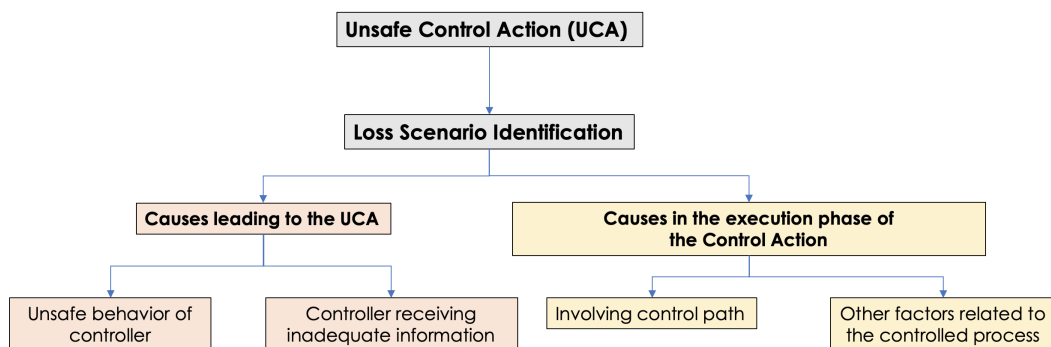 Unsafe Control Action (UCA)
Loss Scenario Identification
Causes leading to the UCA
Causes in the execution phase of
the Control Action
Unsafe behavior of
controller
Controller receiving
inadequate information
Involving control path
Other factors related to
the controlled process